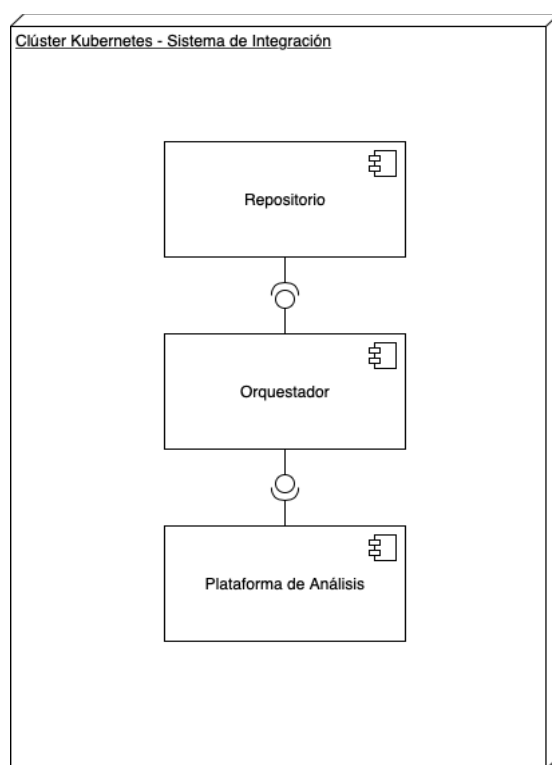 Clúster Kubernetes - Sistema de Integración
Repositorio
Orquestador
Plataforma de Análisis